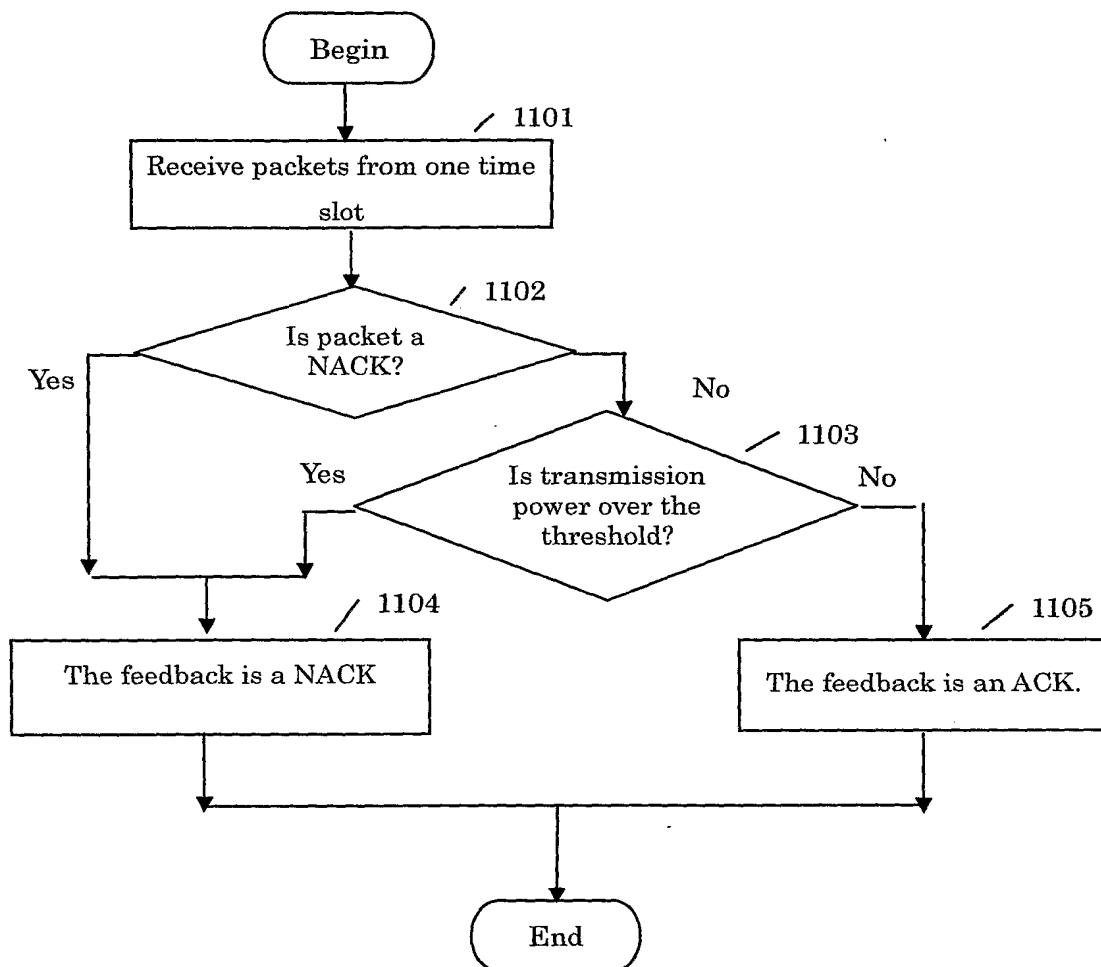 Begin
1101
Receive packets from one time
slot
1102
Is packet a
NACK?
Yes
No
1103
Yes
Is transmission
power over the
threshold?
No
1104
1105
The feedback is a NACK
The feedback is an ACK.
End